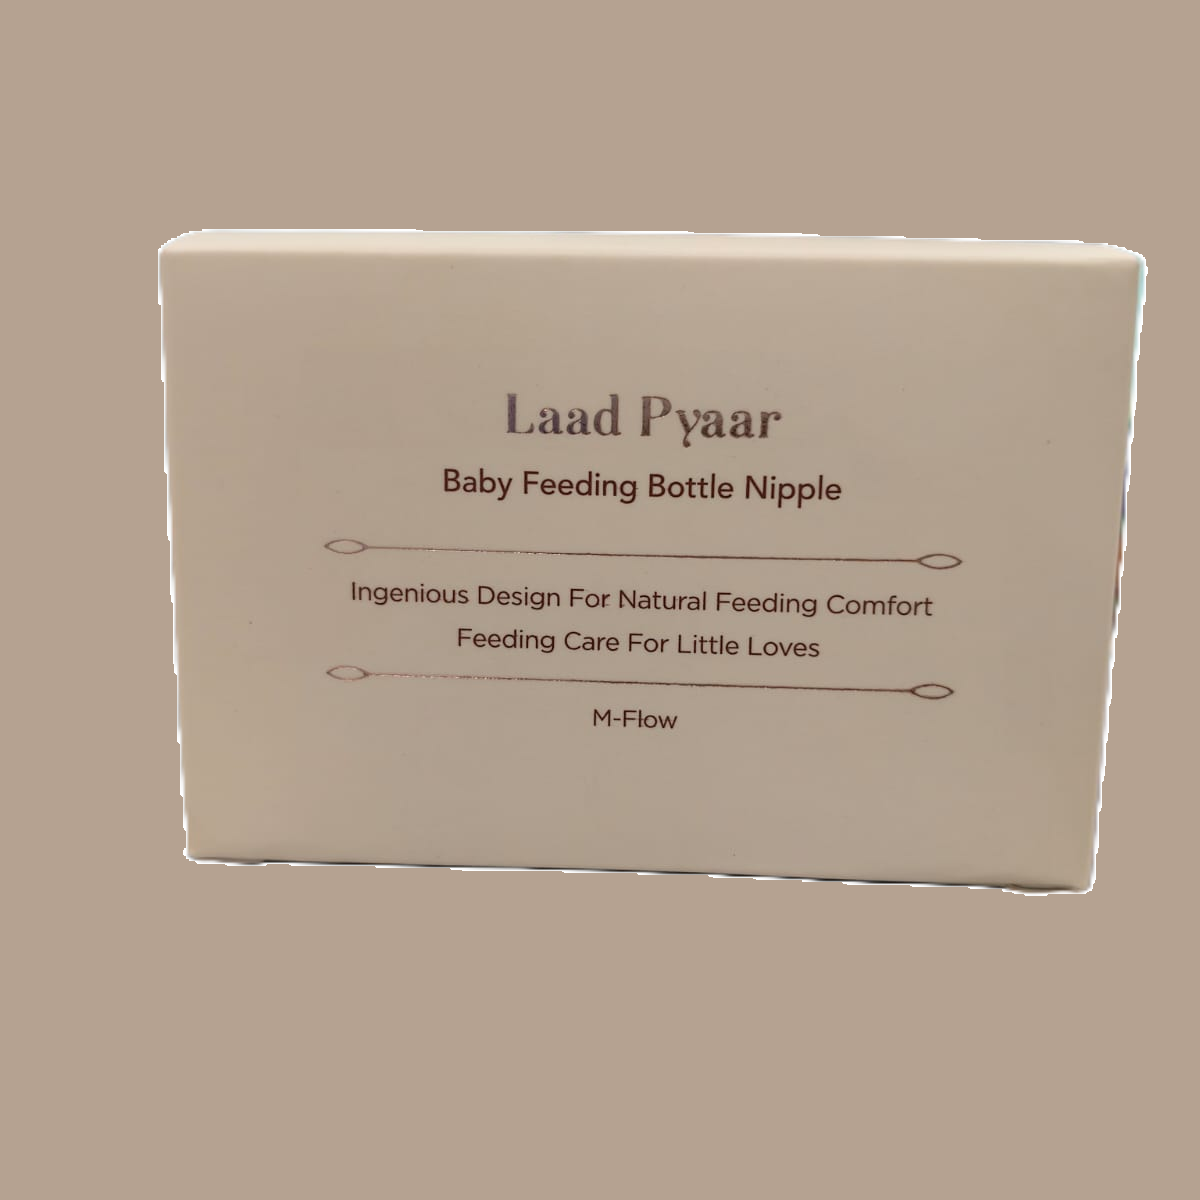 Laad Pyaar
Baby Feeding Bottle Nipple
Ingenious Design For Natural Feeding Comfort
Feeding Care For Little Loves
M-Flow